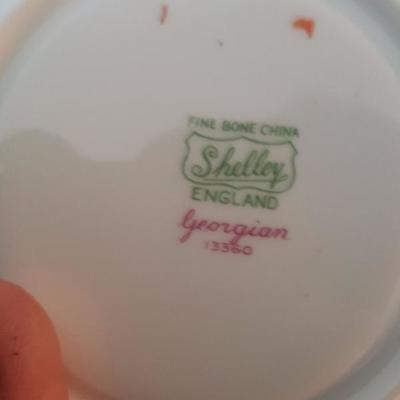 FINE BONE CHINA
Shelley
ENGLAND
Georgian
13360